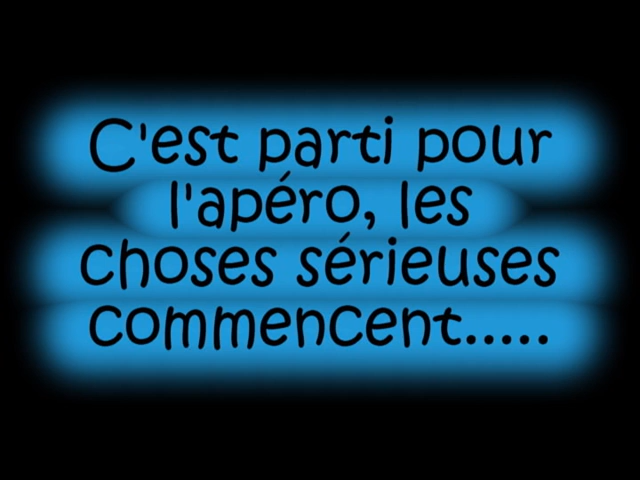 C'est parti pour
l'apéro, les
choses sérieuses
commencent.....